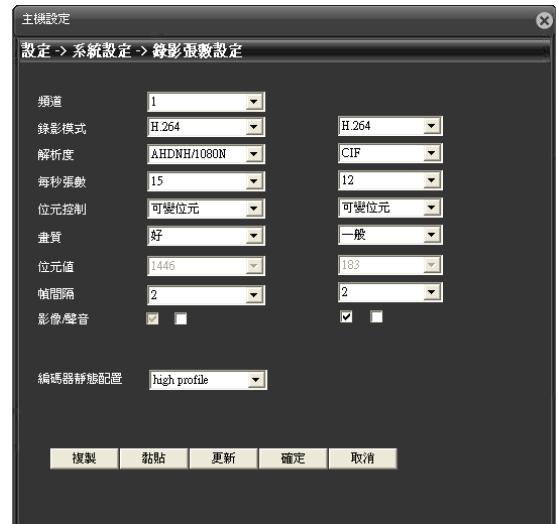 主機設定
設定 -> 系統設定 -> 錄影張數設定
頻道 1
錄影模式 H.264 H.264
解析度 AHDNH/1080N CIF
每秒張數 15 12
位元控制 可變位元 可變位元
畫質 好 一般
位元值 1446 183
幀間隔 2 2
影像/聲音
編碼器靜態配置 high profile
複製 黏貼 更新 確定 取消